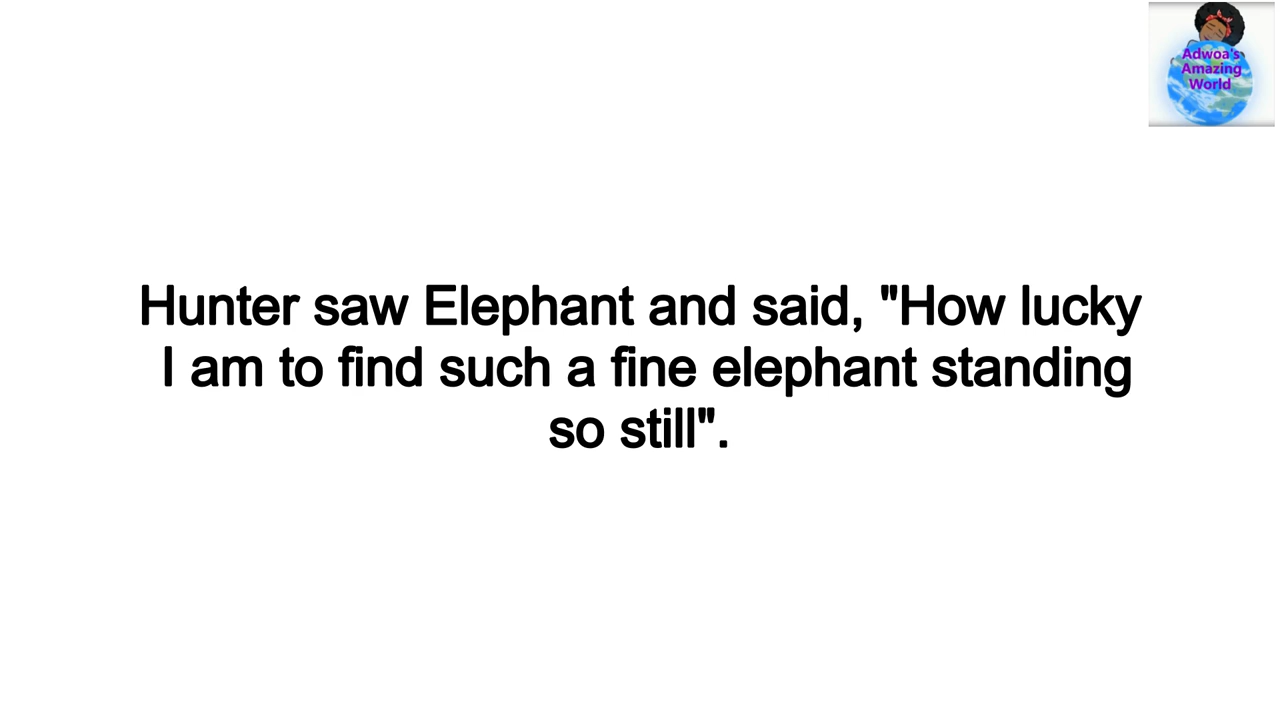 Adwoa's
Amazing
World
Hunter saw Elephant and said, "How lucky
I am to find such a fine elephant standing
so still".